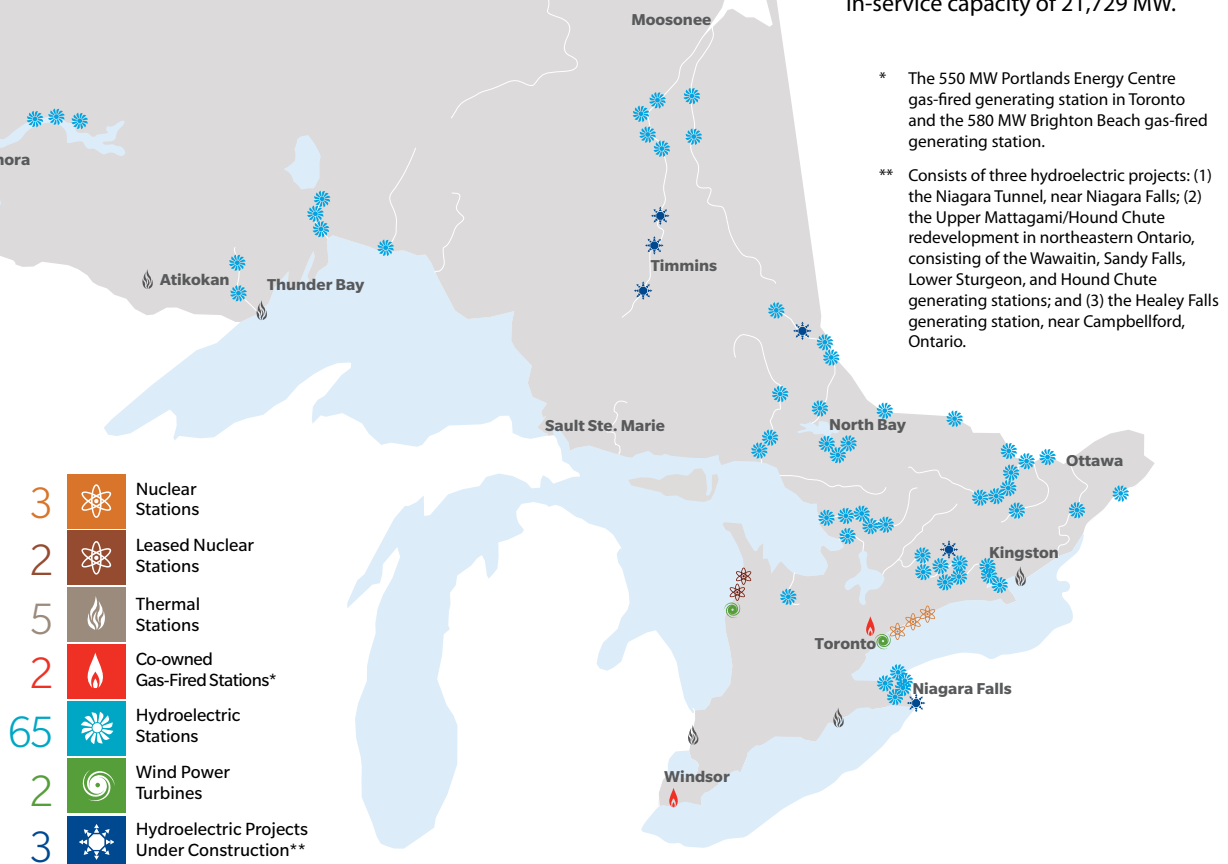 in-service capacity of 21,729 MW.
* The 550 MW Portlands Energy Centre
gas-fired generating station in Toronto
and the 580 MW Brighton Beach gas-fired
generating station.
** Consists of three hydroelectric projects: (1)
the Niagara Tunnel, near Niagara Falls; (2)
the Upper Mattagami/Hound Chute
redevelopment in northeastern Ontario,
consisting of the Wawaitin, Sandy Falls,
Lower Sturgeon, and Hound Chute
generating stations; and (3) the Healey Falls
generating station, near Campbellford,
Ontario.
Moosonee
nora
Timmins
Atikokan
Thunder Bay
Sault Ste. Marie
North Bay
Ottawa
Kingston
Toronto
Niagara Falls
Windsor
3 Nuclear
Stations
2 Leased Nuclear
Stations
5 Thermal
Stations
2 Co-owned
Gas-Fired Stations*
65 Hydroelectric
Stations
2 Wind Power
Turbines
3 Hydroelectric Projects
Under Construction**